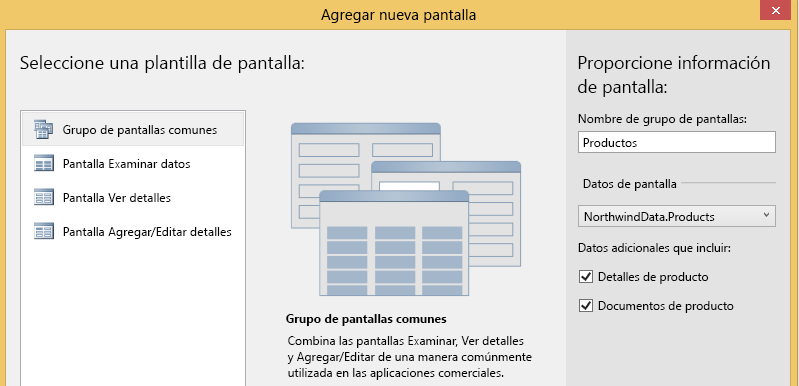 Agregar nueva pantalla
Seleccione una plantilla de pantalla:
Grupo de pantallas comunes
Pantalla Examinar datos
Pantalla Ver detalles
Pantalla Agregar/Editar detalles
Grupo de pantallas comunes
Combina las pantallas Examinar, Ver detalles
y Agregar/Editar de una manera comúnmente
utilizada en las aplicaciones comerciales.
Proporcione información
de pantalla:
Nombre de grupo de pantallas:
Productos
Datos de pantalla
NorthwindData.Products
Datos adicionales que incluir:
Detalles de producto
Documentos de producto